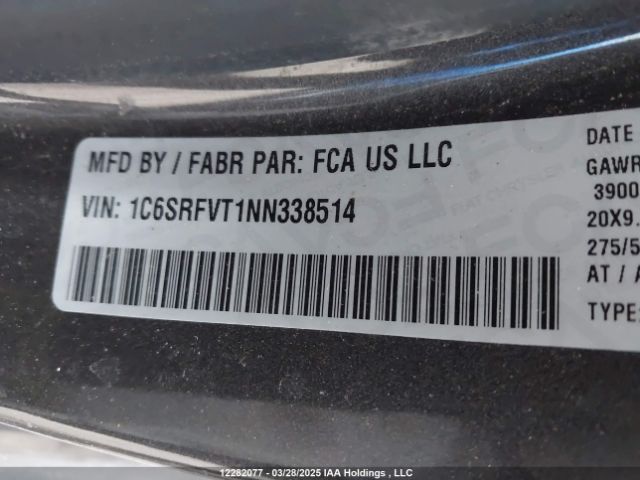 MFD BY / FABR PAR: FCA US LLC
VIN: 1C6SRFVT1NN338514
DATE
GAWR
3900
20X9.
275/5
AT /
TYPE:
12282077 - 03/28/2025 IAA Holdings , LLC